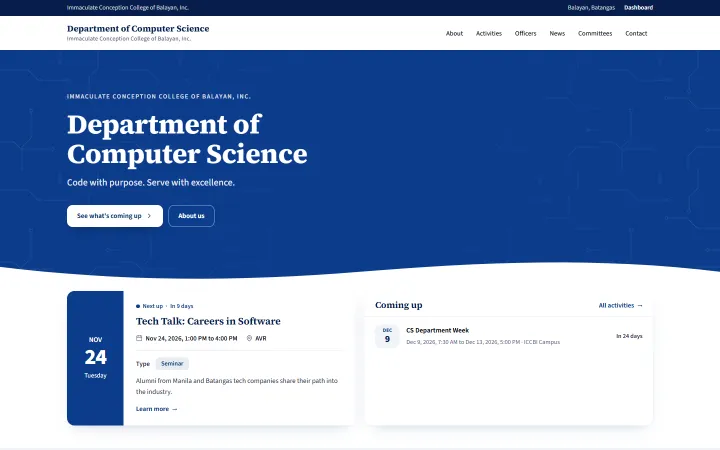 Immaculate Conception College of Balayan, Inc.
Balayan, Batangas Dashboard
Department of Computer Science
Immaculate Conception College of Balayan, Inc.
About Activities Officers News Committees Contact
IMMACULATE CONCEPTION COLLEGE OF BALAYAN, INC.
Department of
Computer Science
Code with purpose. Serve with excellence.
See what's coming up
About us
NOV
24
Tuesday
Next up · In 9 days
Tech Talk: Careers in Software
Nov 24, 2026, 1:00 PM to 4:00 PM AVR
Type Seminar
Alumni from Manila and Batangas tech companies share their path into
the industry.
Learn more →
Coming up
All activities →
DEC
9
CS Department Week
Dec 9, 2026, 7:30 AM to Dec 13, 2026, 5:00 PM · ICCBI Campus
In 24 days